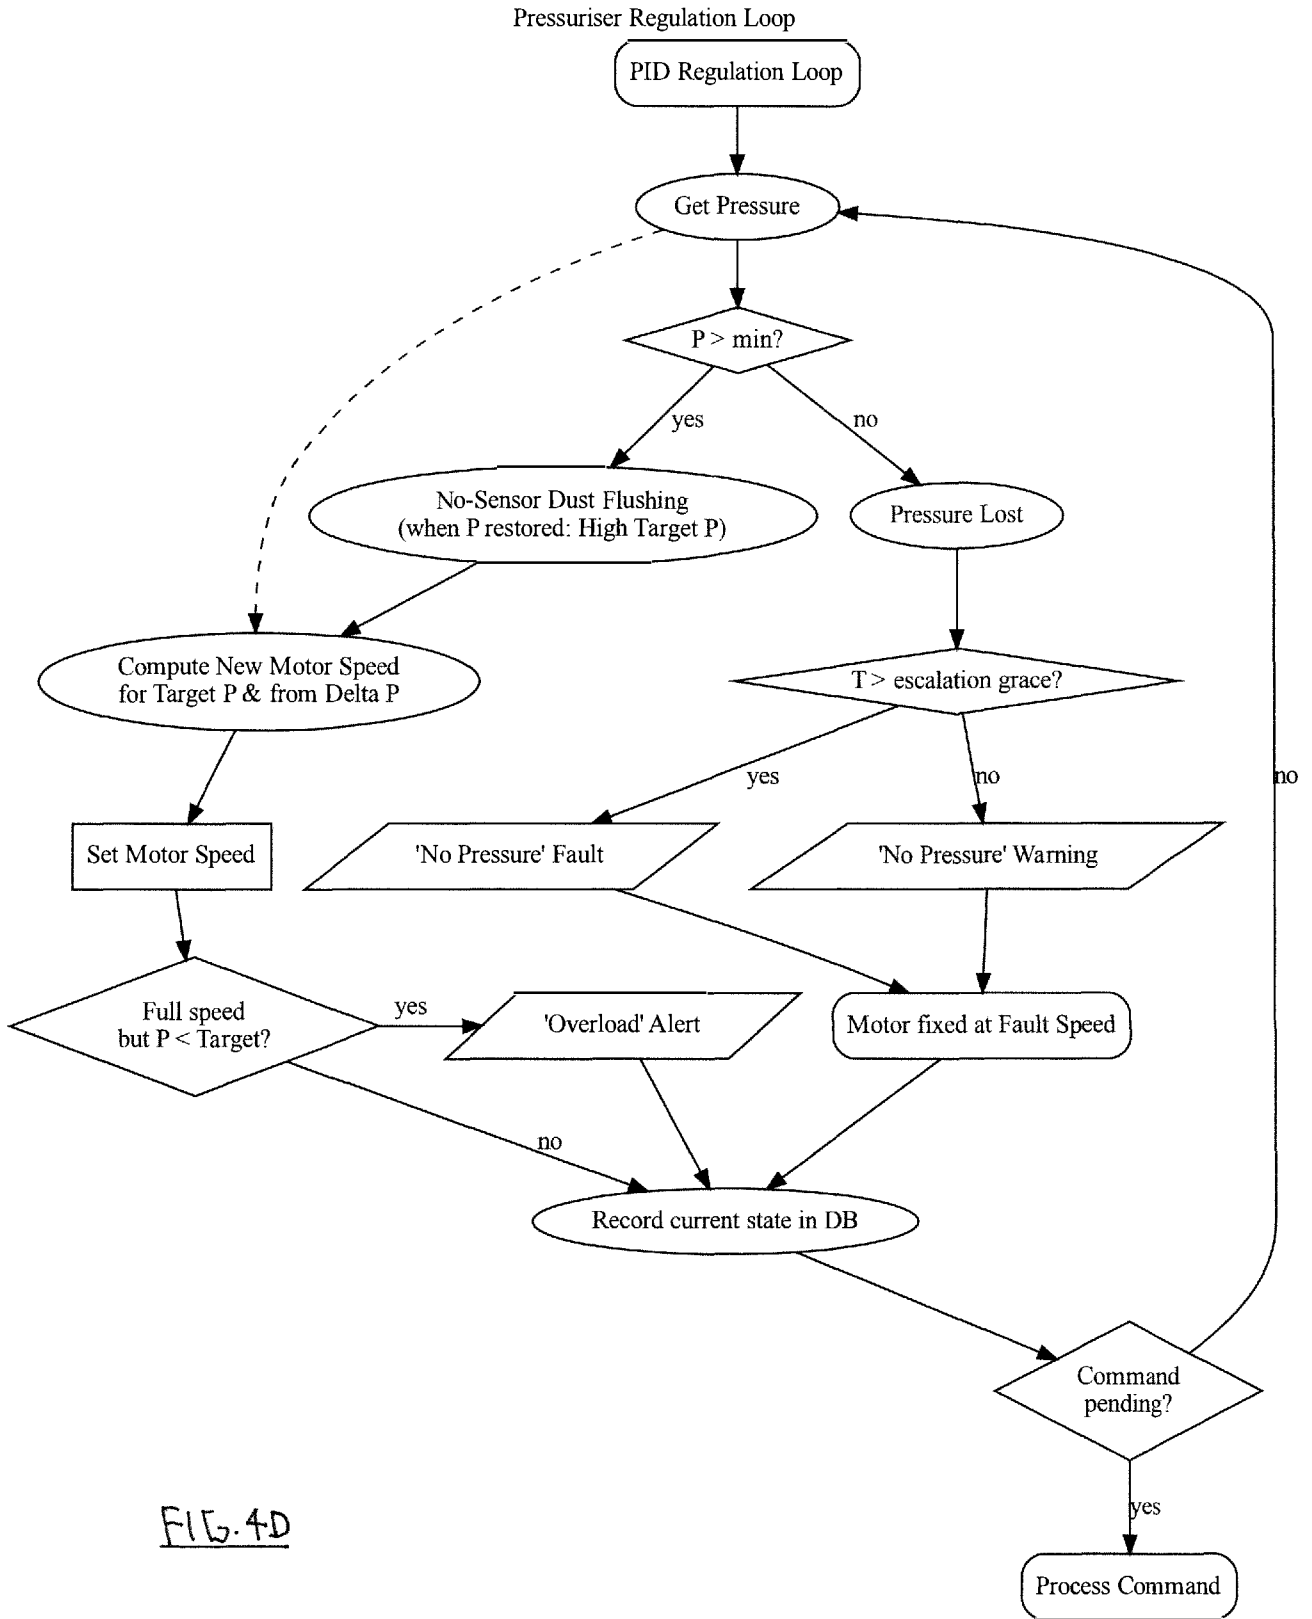 Pressuriser Regulation Loop
PID Regulation Loop
Get Pressure
P > min?
yes
no
No-Sensor Dust Flushing
(when P restored: High Target P)
Pressure Lost
Compute New Motor Speed
for Target P & from Delta P
T > escalation grace?
yes
no
no
Set Motor Speed
'No Pressure' Fault
'No Pressure' Warning
Full speed
but P < Target?
yes
'Overload' Alert
Motor fixed at Fault Speed
no
Record current state in DB
Command
pending?
yes
FIG. 4D
Process Command